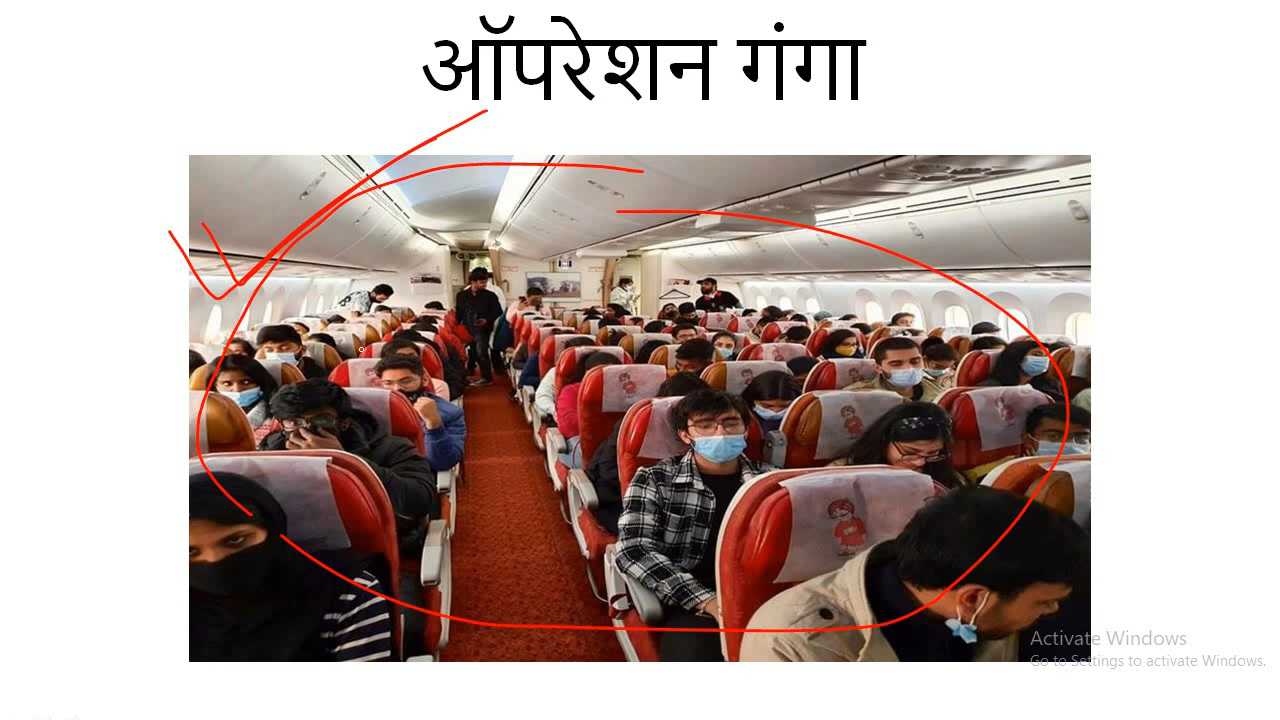 ऑपरेशन गंगा
Activate Windows
Go to Settings to activate Windows.